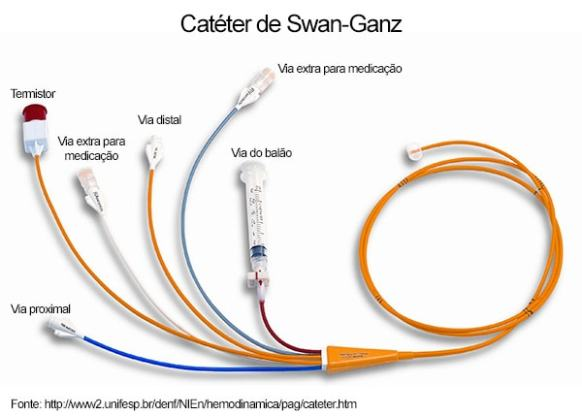 Catéter de Swan-Ganz
Via extra para medicação
Termistor
Via distal
Via extra para
medicação
Via do balão
Via proximal
Fonte: http://www2.unifesp.br/denf/NIEn/hemodinamica/pag/cateter.htm